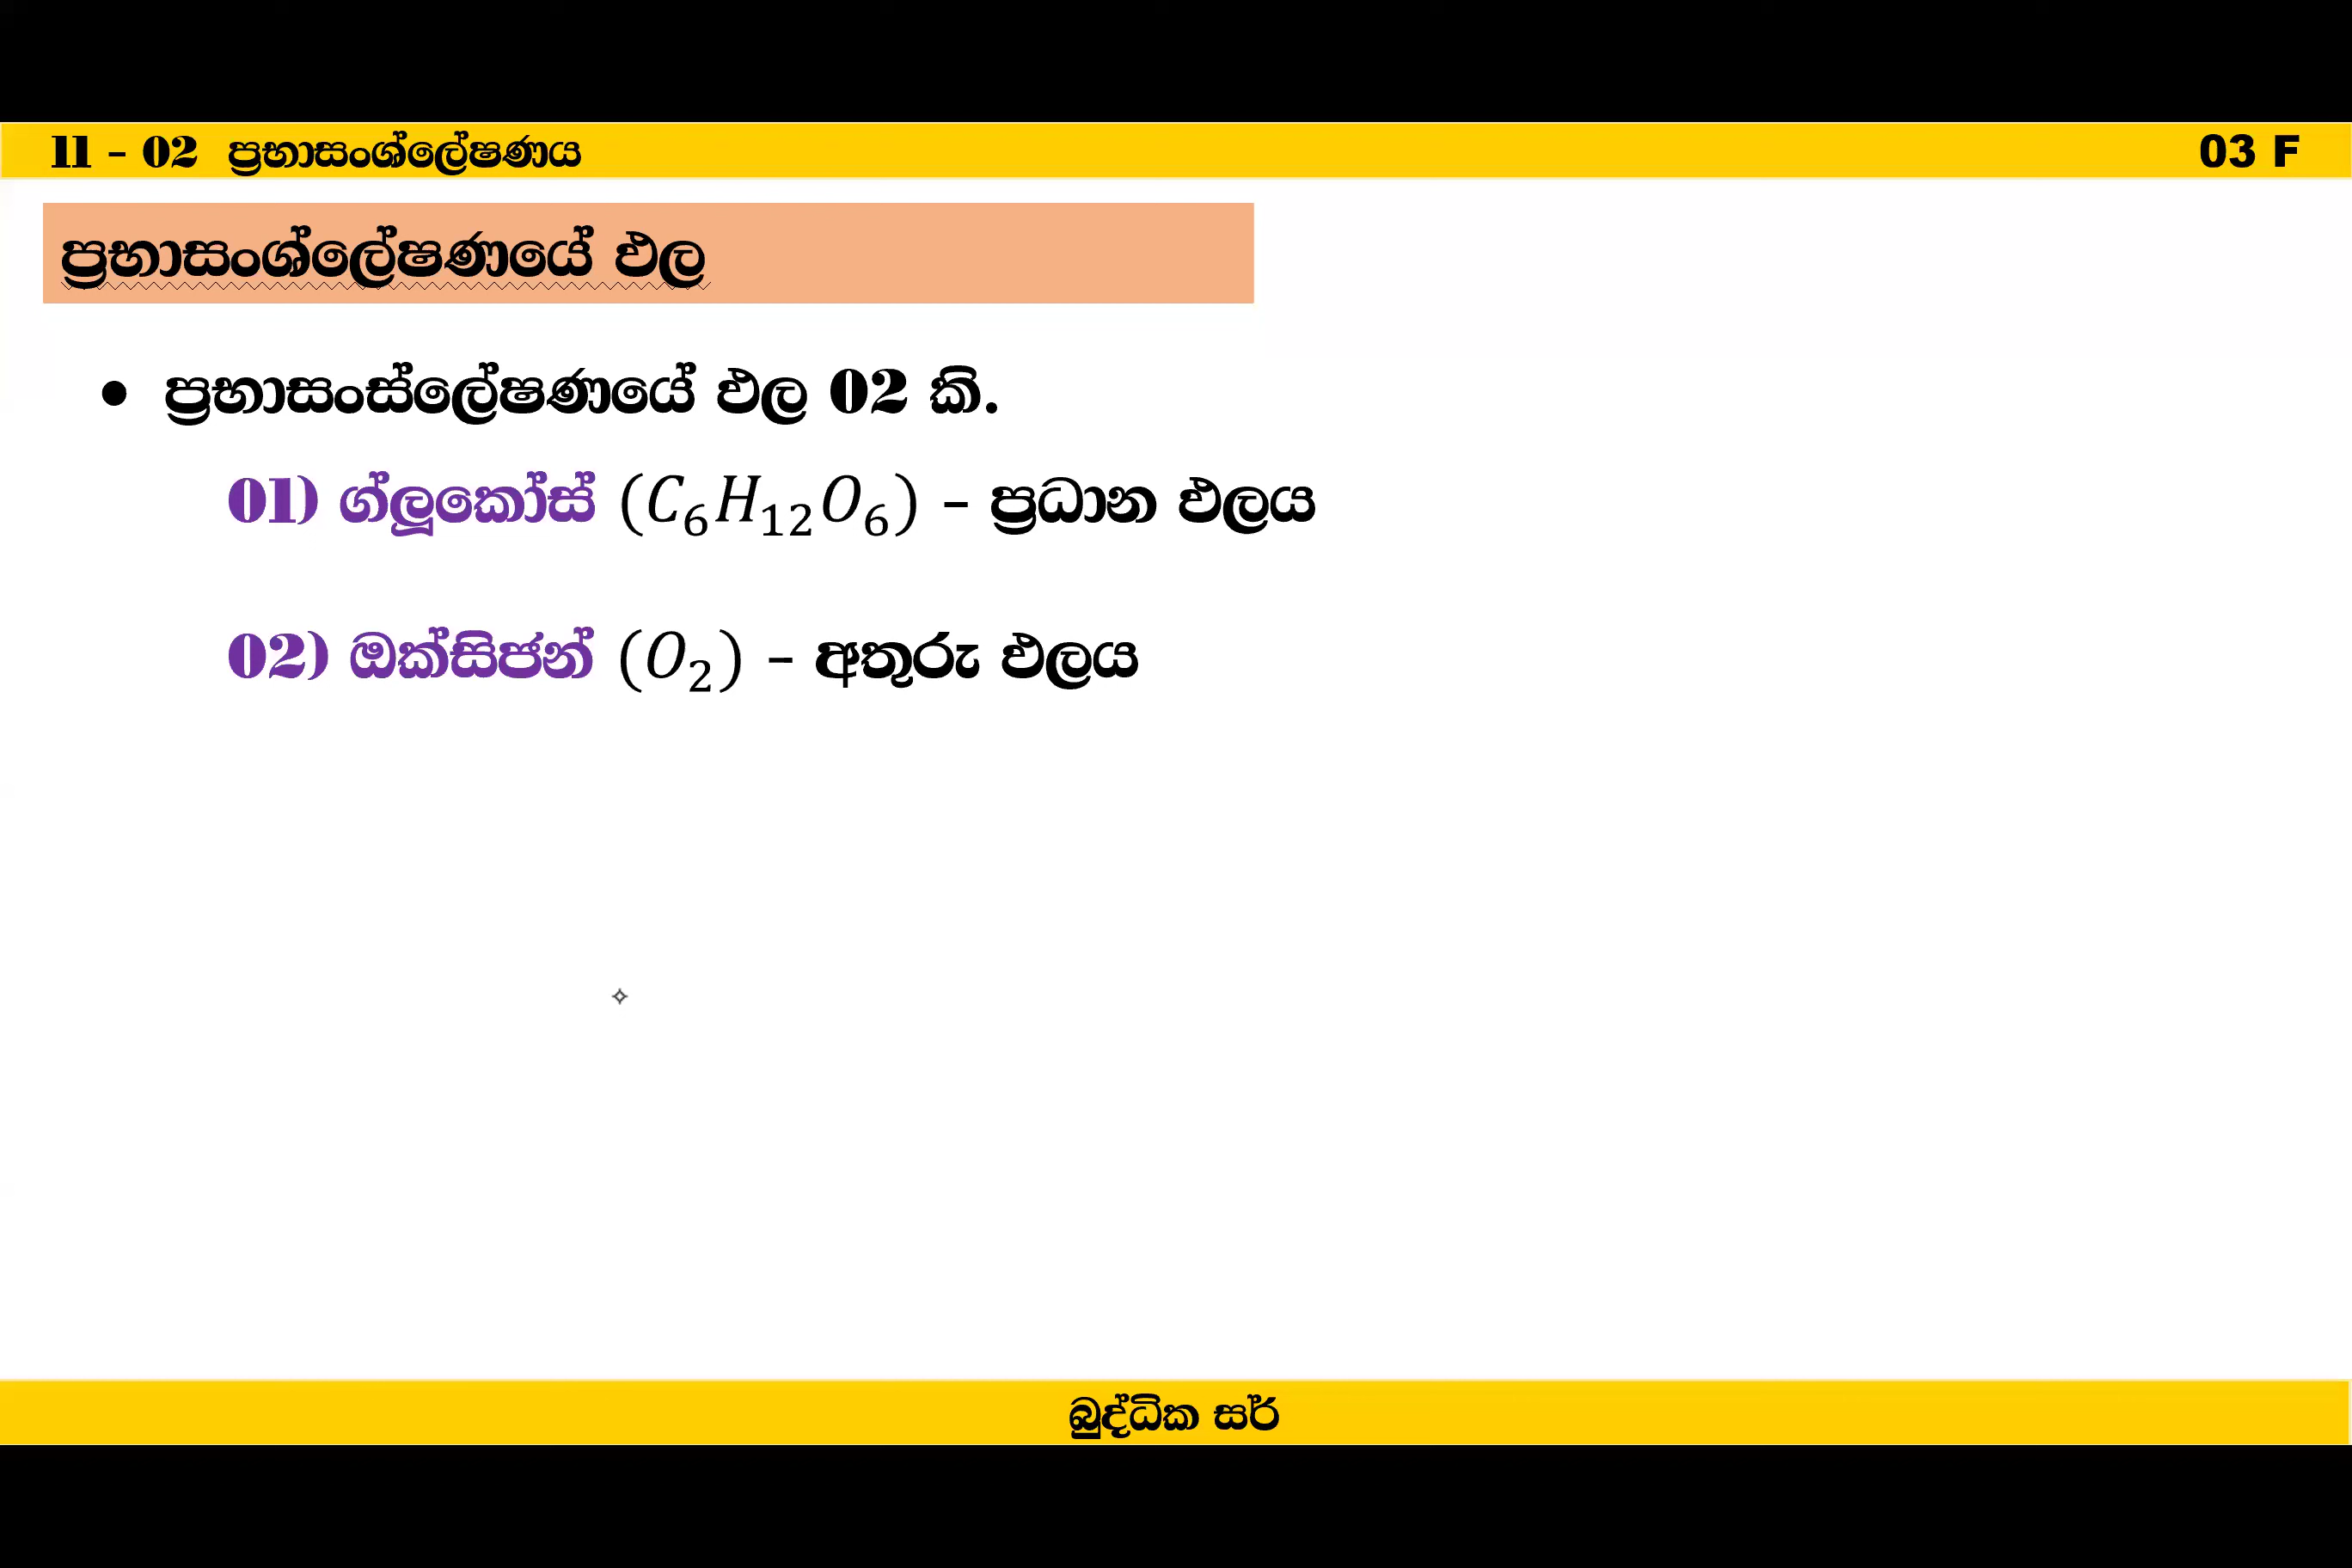 11 - 02 ප්‍රභාසංශ්ලේෂණය
03 F
ප්‍රභාසංශ්ලේෂණයේ ඵල
• ප්‍රභාසංස්ලේෂණයේ ඵල 02 කි.
01) ග්ලූකෝස් (C₆H₁₂O₆) - ප්‍රධාන ඵලය
02) ඔක්සිජන් (O₂) - අතුරු ඵලය
බුද්ධික සර්